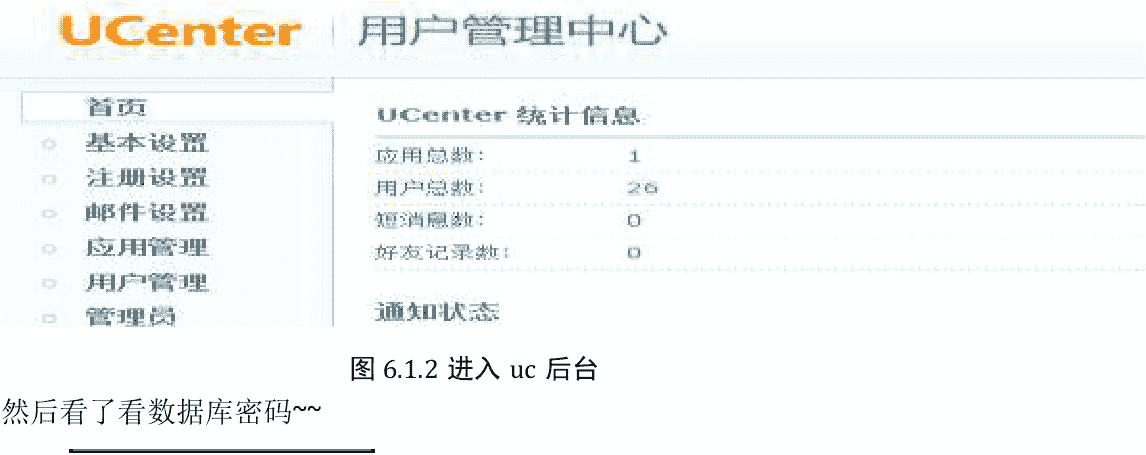 UCenter 用户管理中心
首页
基本设置
注册设置
邮件设置
应用管理
用户管理
管理员
UCenter 统计信息
应用总数: 1
用户总数: 26
短消息数: 0
好友记录数: 0
通知状态
图 6.1.2 进入 uc 后台
然后看了看数据库密码~~